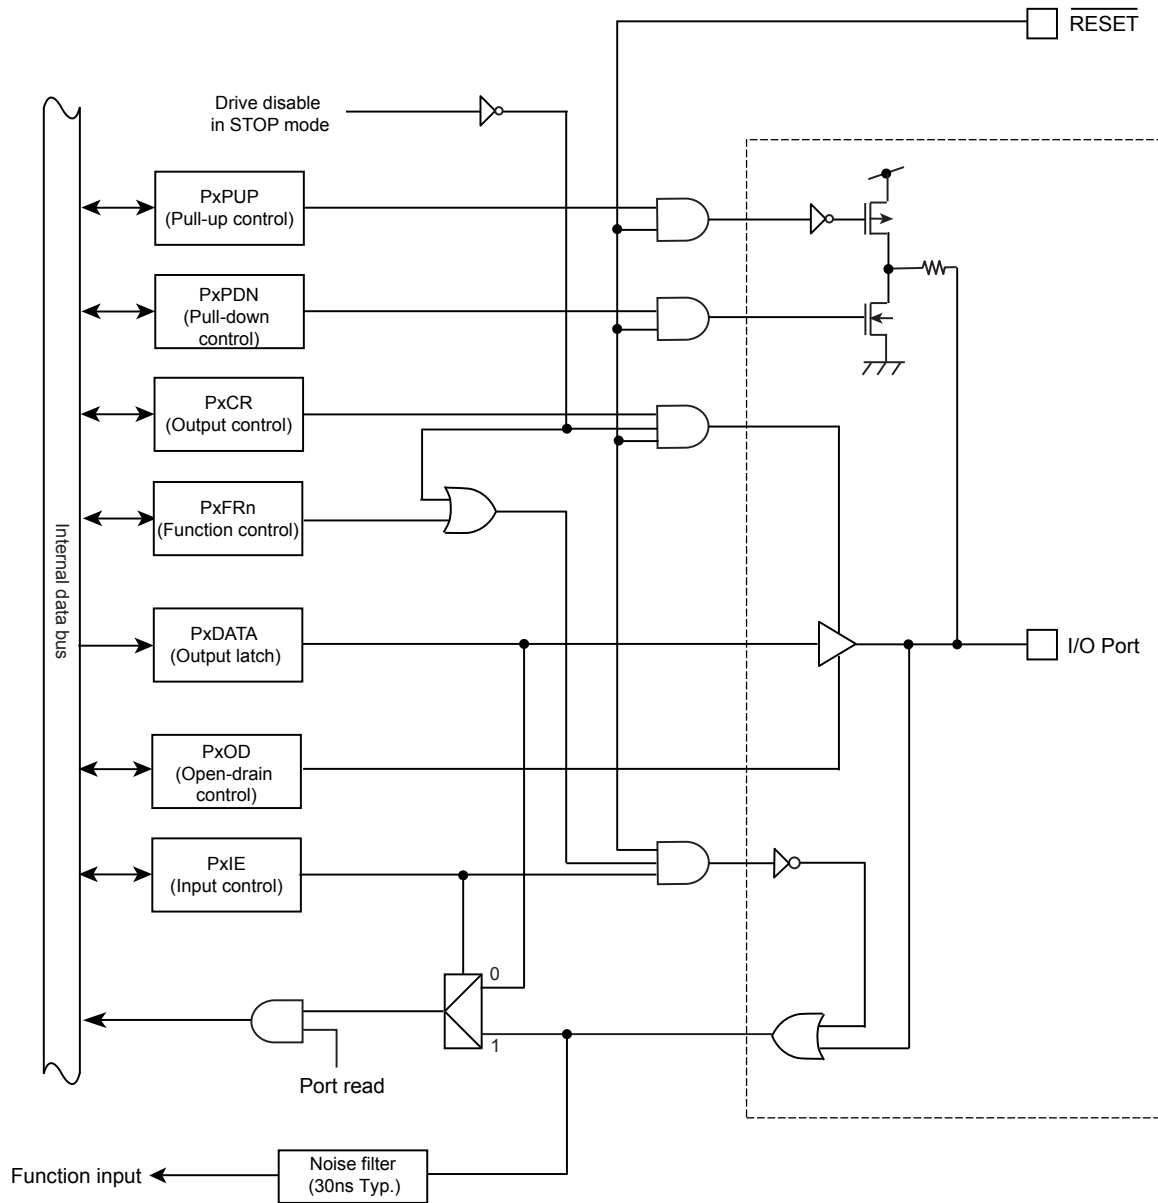 RESET
Drive disable
in STOP mode
PxPUP
(Pull-up control)
PxPDN
(Pull-down
control)
PxCR
(Output control)
PxFRn
(Function control)
Internal data bus
PxDATA
(Output latch)
I/O Port
PxOD
(Open-drain
control)
PxIE
(Input control)
0
1
Port read
Noise filter
(30ns Typ.)
Function input